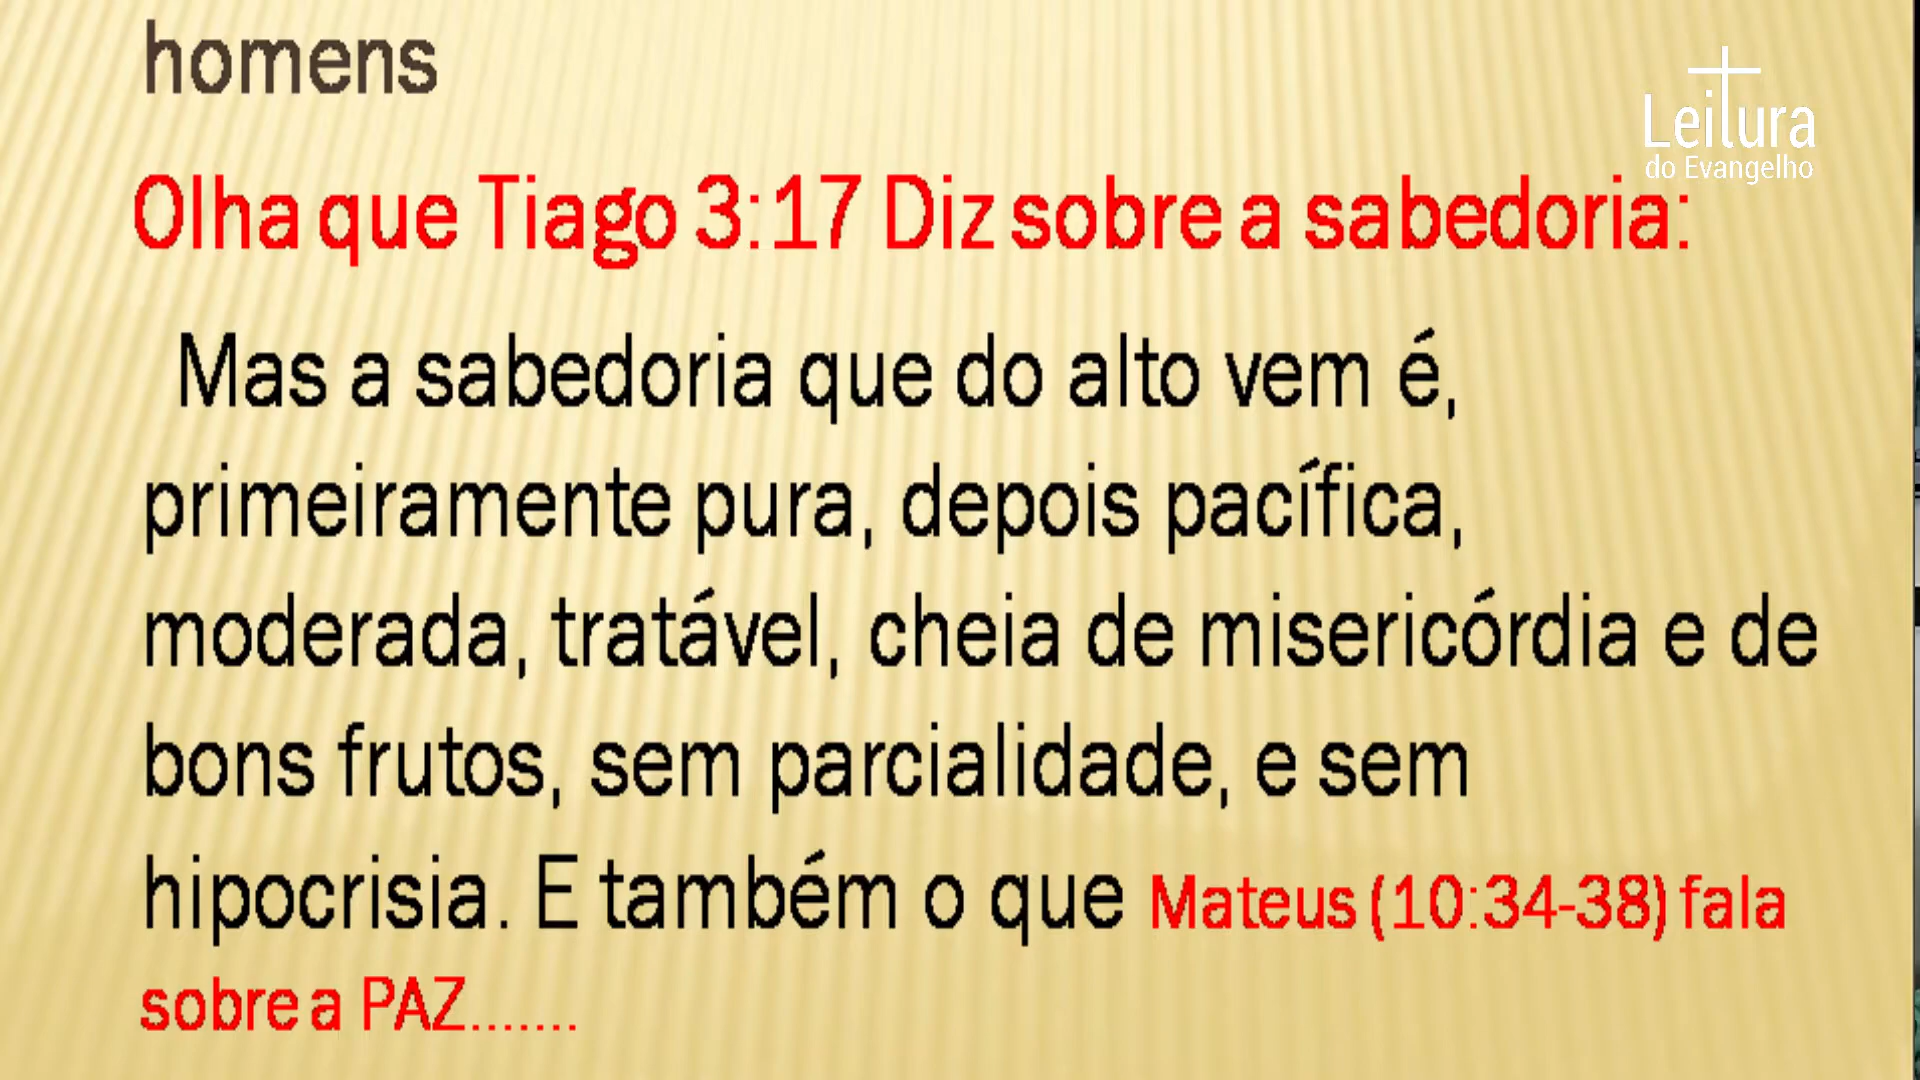 homens
Leitura
do Evangelho
Olha que Tiago 3:17 Diz sobre a sabedoria:
Mas a sabedoria que do alto vem é,
primeiramente pura, depois pacífica,
moderada, tratável, cheia de misericórdia e de
bons frutos, sem parcialidade, e sem
hipocrisia. E também o que Mateus (10:34-38) fala
sobre a PAZ.......